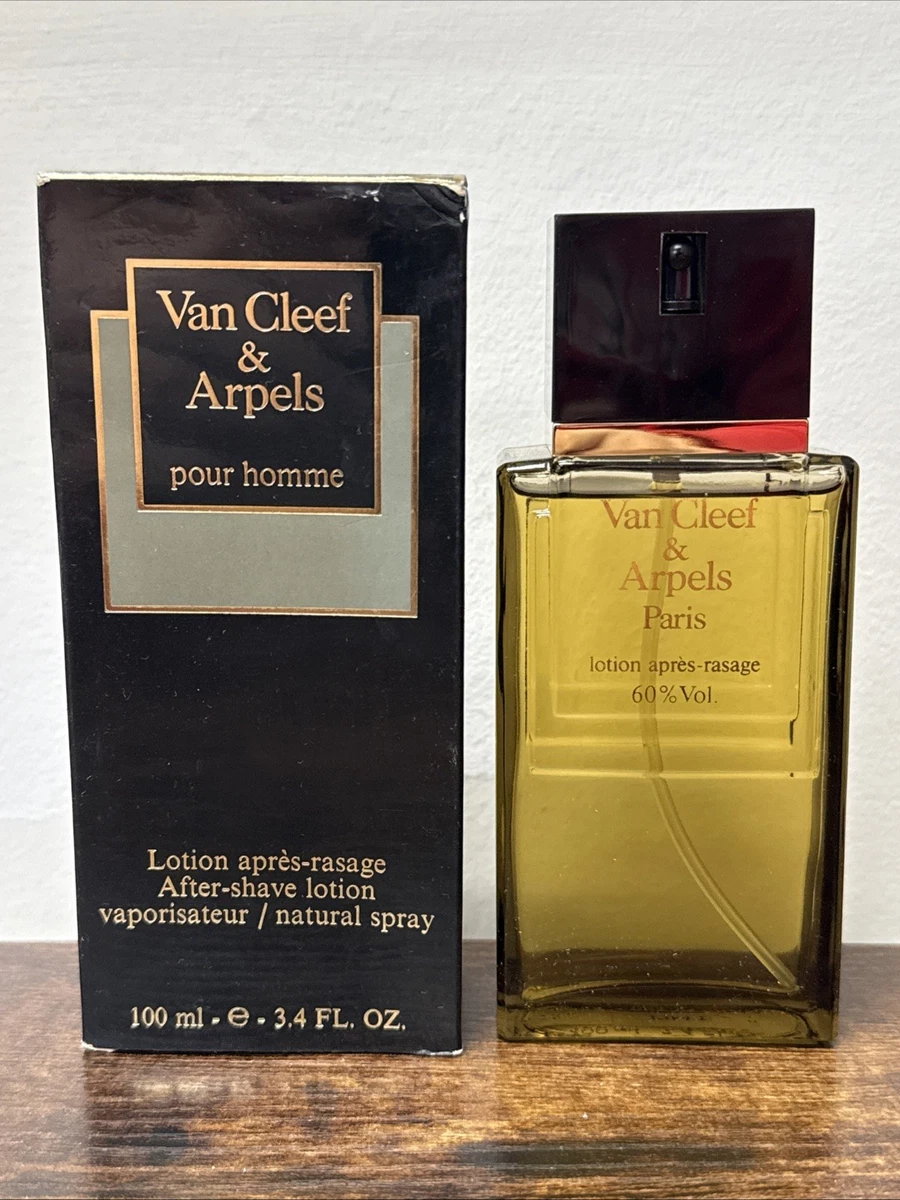 Van Cleef
&
Arpels
pour homme
Lotion après-rasage
After-shave lotion
vaporisateur / natural spray
100 ml - ℮ - 3.4 FL. OZ.
Van Cleef
&
Arpels
Paris
lotion après-rasage
60%Vol.